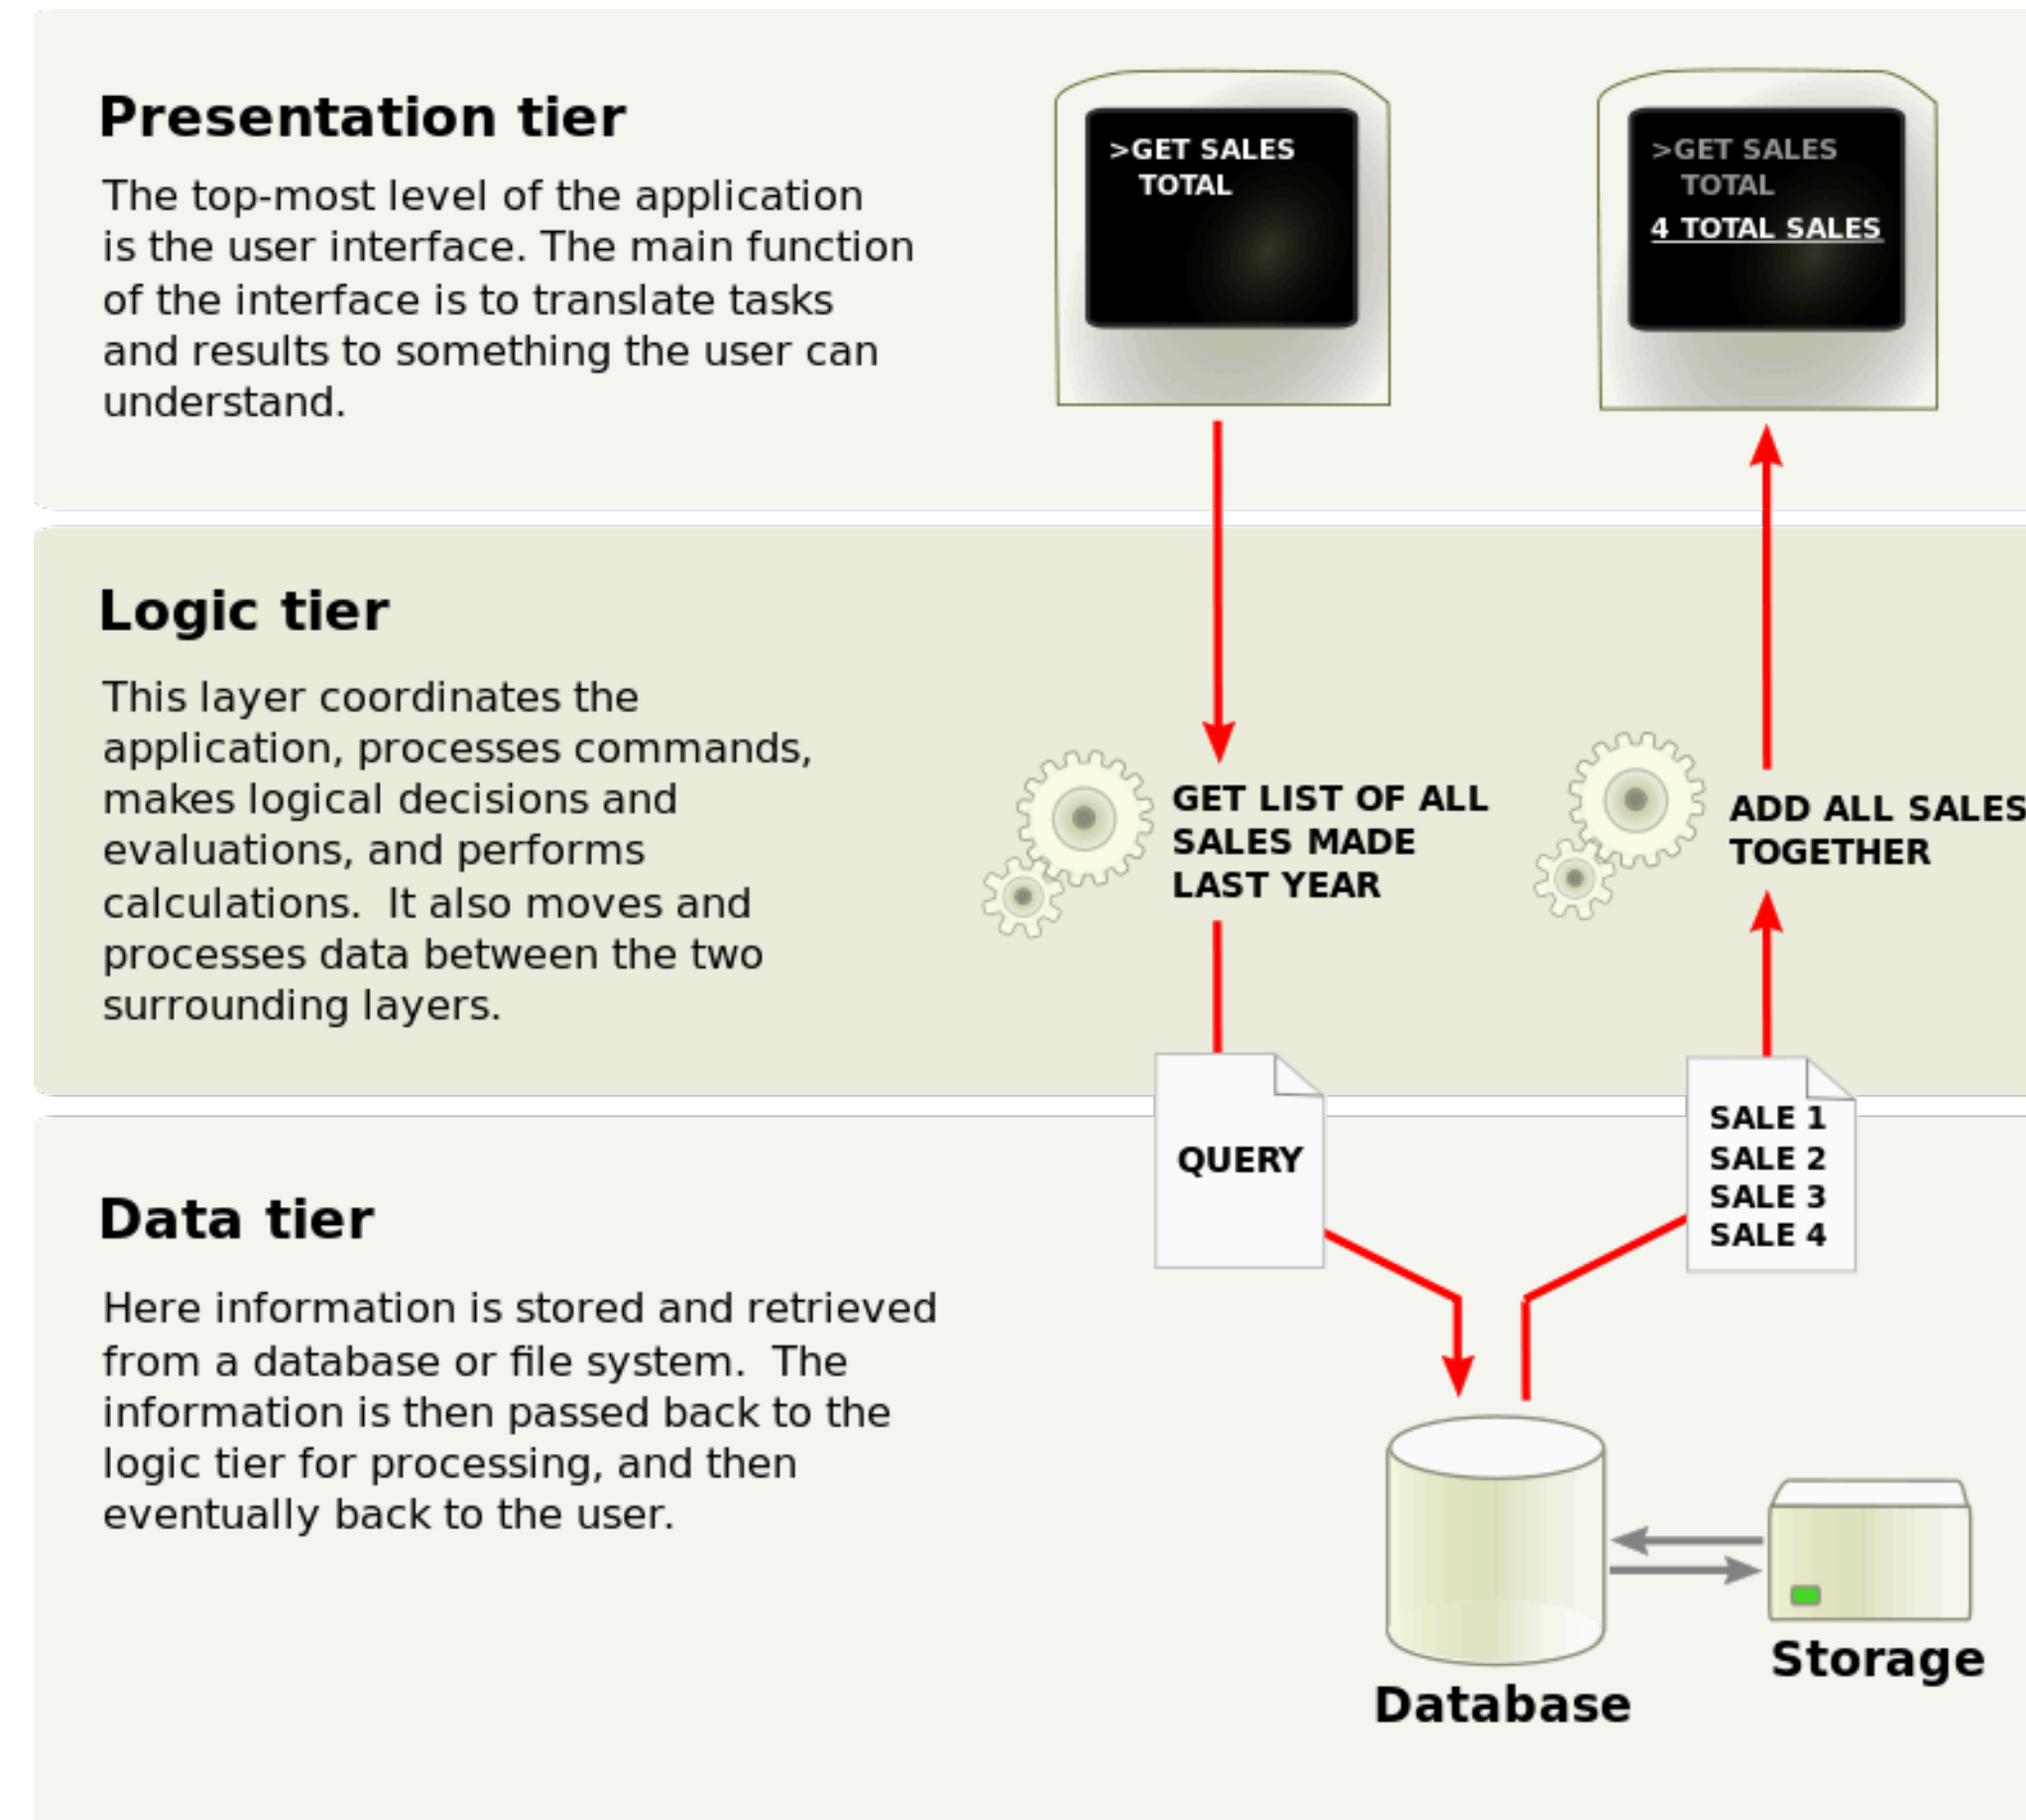 Presentation tier
The top-most level of the application
is the user interface. The main function
of the interface is to translate tasks
and results to something the user can
understand.
>GET SALES
TOTAL
>GET SALES
TOTAL
4 TOTAL SALES
Logic tier
This layer coordinates the
application, processes commands,
makes logical decisions and
evaluations, and performs
calculations.  It also moves and
processes data between the two
surrounding layers.
GET LIST OF ALL
SALES MADE
LAST YEAR
ADD ALL SALES
TOGETHER
QUERY
SALE 1
SALE 2
SALE 3
SALE 4
Data tier
Here information is stored and retrieved
from a database or file system.  The
information is then passed back to the
logic tier for processing, and then
eventually back to the user.
Database
Storage